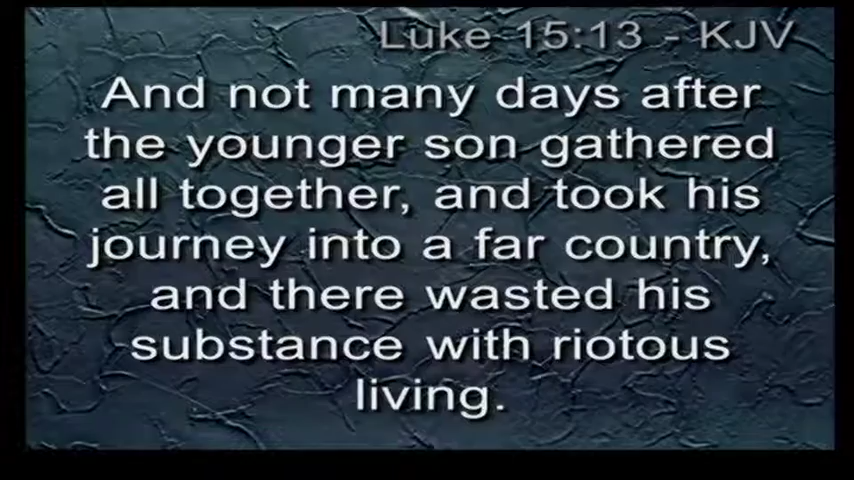 Luke 15:13 - KJV
And not many days after
the younger son gathered
all together, and took his
journey into a far country,
and there wasted his
substance with riotous
living.